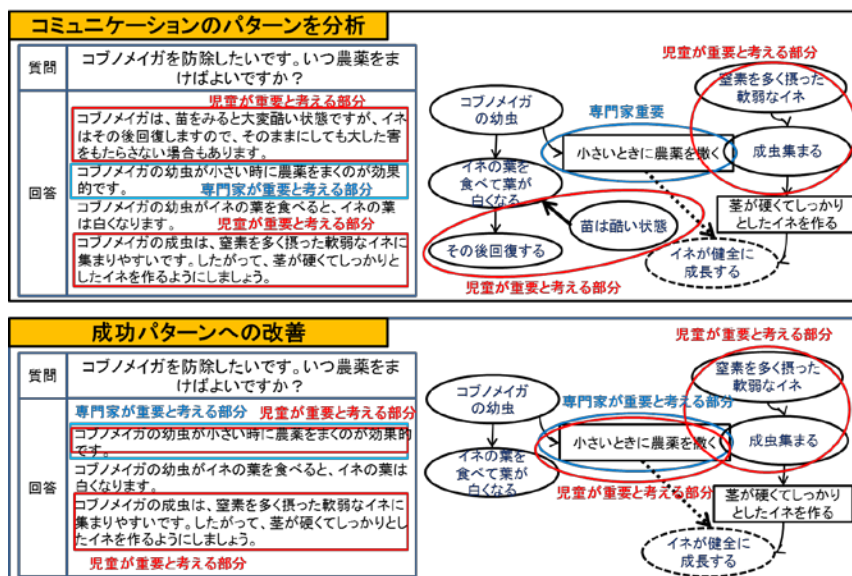 コミュニケーションのパターンを分析
質問
コブノメイガを防除したいです。いつ農薬をま
けばよいですか？
児童が重要と考える部分
回答
コブノメイガは、苗をみると大変酷い状態ですが、イネ
はその後回復しますので、そのままにしても大した害
をもたらさない場合もあります。
コブノメイガの幼虫が小さい時に農薬をまくのが効果
的です。
専門家が重要と考える部分
コブノメイガの幼虫がイネの葉を食べると、イネの葉
は白くなります。
児童が重要と考える部分
コブノメイガの成虫は、窒素を多く摂った軟弱なイネに
集まりやすいです。したがって、茎が硬くてしっかりと
したイネを作るようにしましょう。
児童が重要と考える部分
窒素を多く摂った
軟弱なイネ
コブノメイガ
の幼虫
専門家重要
小さいときに農薬を撒く
成虫集まる
イネの葉を
食べて葉が
白くなる
苗は酷い状態
茎が硬くてしっかり
としたイネを作る
その後回復する
イネが健全に
成長する
児童が重要と考える部分
成功パターンへの改善
質問
コブノメイガを防除したいです。いつ農薬をま
けばよいですか？
専門家が重要と考える部分
児童が重要と考える部分
回答
コブノメイガの幼虫が小さい時に農薬をまくのが効果的
です。
コブノメイガの幼虫がイネの葉を食べると、イネの葉は
白くなります。
コブノメイガの成虫は、窒素を多く摂った軟弱なイネに
集まりやすいです。したがって、茎が硬くてしっかりとし
たイネを作るようにしましょう。
児童が重要と考える部分
児童が重要と考える部分
窒素を多く摂った
軟弱なイネ
コブノメイガ
の幼虫
専門家が重要と考える部分
小さいときに農薬を撒く
成虫集まる
イネの葉を
食べて葉が
白くなる
児童が重要と考える部分
茎が硬くてしっかり
としたイネを作る
イネが健全に
成長する